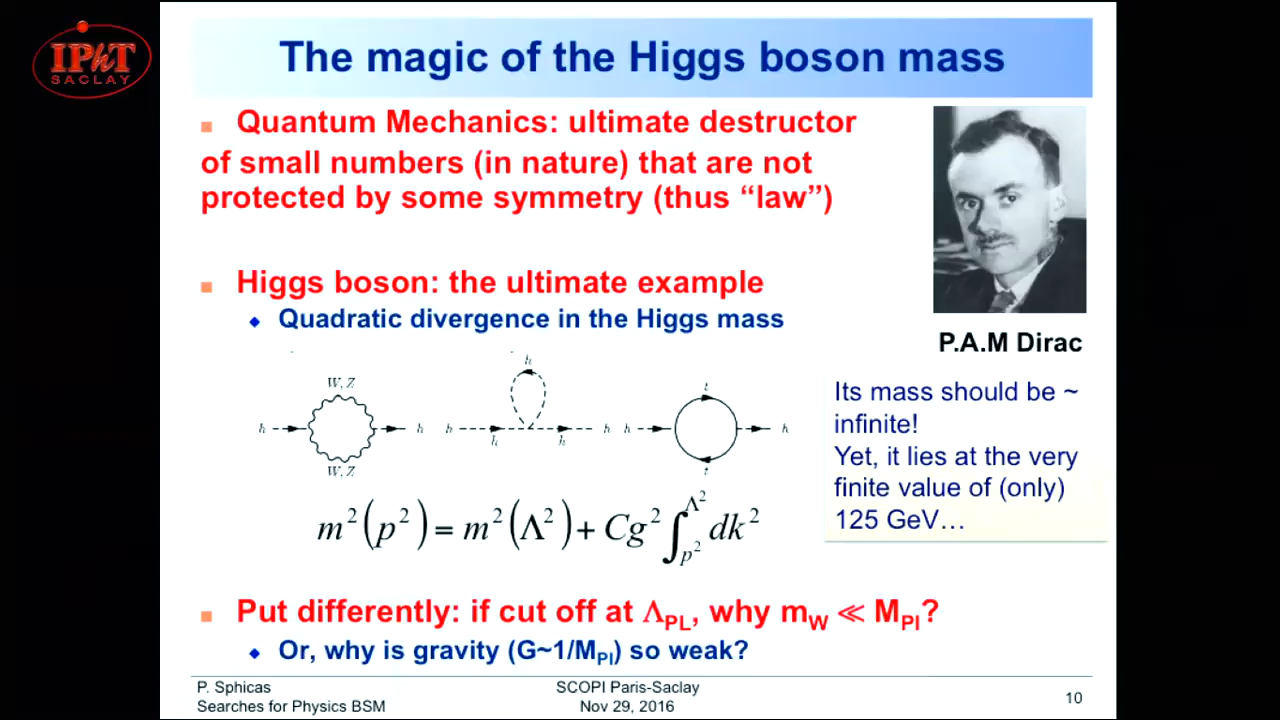 IPhT
SACLAY
The magic of the Higgs boson mass
Quantum Mechanics: ultimate destructor
of small numbers (in nature) that are not
protected by some symmetry (thus “law”)
Higgs boson: the ultimate example
Quadratic divergence in the Higgs mass
P.A.M Dirac
Its mass should be ~
infinite!
Yet, it lies at the very
finite value of (only)
125 GeV…
W, Z
h
t
h h h h h h
h h
W, Z
t
m²(p²) = m²(Λ²) + Cg² ∫_{p²}^{Λ²} dk²
Put differently: if cut off at Λ_PL, why m_W ≪ M_Pl?
Or, why is gravity (G~1/M_Pl) so weak?
P. Sphicas
Searches for Physics BSM
SCOPI Paris-Saclay
Nov 29, 2016
10